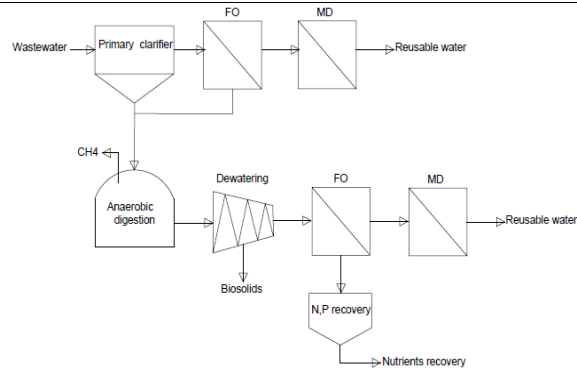 FO
MD
Wastewater
Primary clarifier
Reusable water
CH4
Anaerobic
digestion
Dewatering
FO
MD
Reusable water
Biosolids
N,P recovery
Nutrients recovery